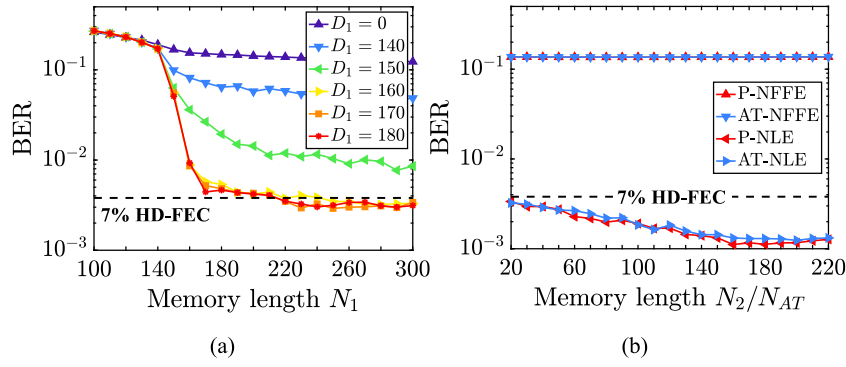 BER
10^{-1}
10^{-2}
10^{-3}
D_1 = 0
D_1 = 140
D_1 = 150
D_1 = 160
D_1 = 170
D_1 = 180
7% HD-FEC
100 140 180 220 260 300
Memory length N_1
(a)
BER
10^{-1}
10^{-2}
10^{-3}
P-NFFE
AT-NFFE
P-NLE
AT-NLE
7% HD-FEC
20 60 100 140 180 220
Memory length N_2/N_{AT}
(b)